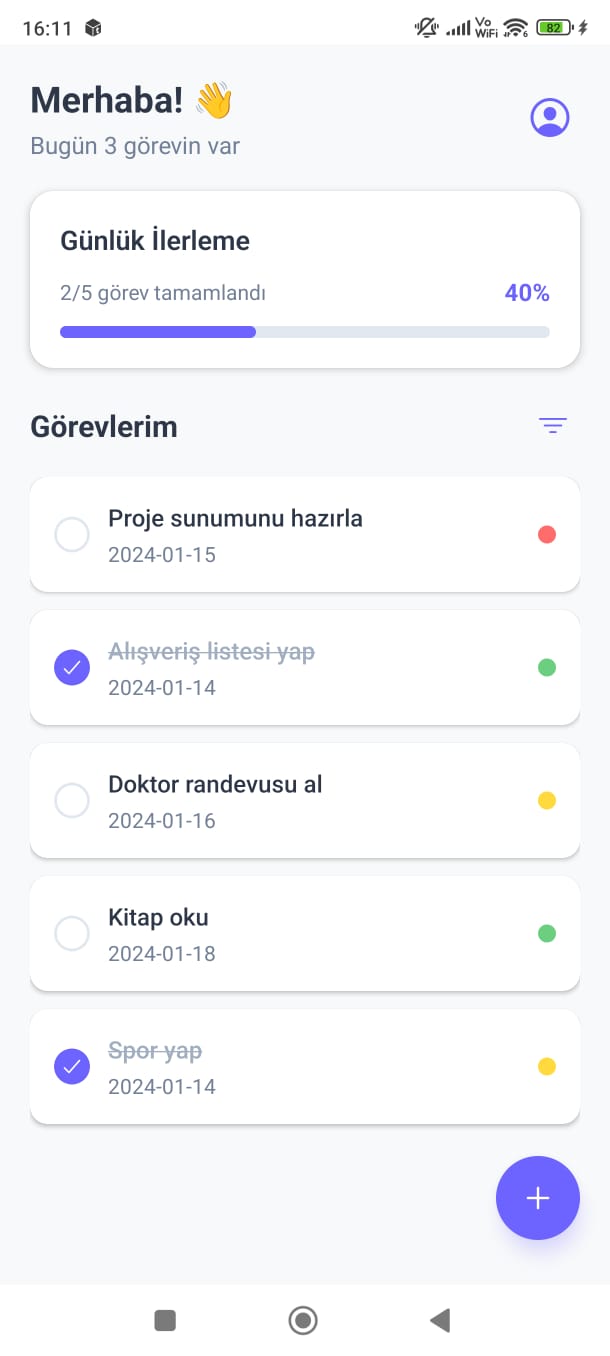 16:11
Vo
WiFi
6
82
Merhaba! 👋
Bugün 3 görevin var
Günlük İlerleme
2/5 görev tamamlandı
40%
Görevlerim
Proje sunumunu hazırla
2024-01-15
Alışveriş listesi yap
2024-01-14
Doktor randevusu al
2024-01-16
Kitap oku
2024-01-18
Spor yap
2024-01-14